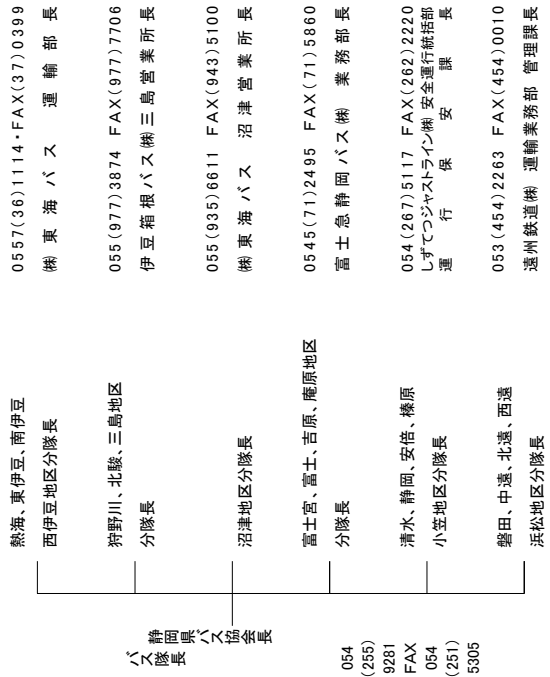 バス隊長
静岡県バス協会長
054
(255)
9281
FAX
054
(251)
5305
熱海、東伊豆、南伊豆
西伊豆地区分隊長
0557(36)1114・FAX(37)0399
㈱東海バス 運輸部長
狩野川、北駿、三島地区
分隊長
055(977)3874 FAX(977)7706
伊豆箱根バス㈱三島営業所長
沼津地区分隊長
055(935)6611 FAX(943)5100
㈱東海バス 沼津営業所長
富士宮、富士、吉原、庵原地区
分隊長
0545(71)2495 FAX(71)5860
富士急静岡バス㈱ 業務部長
清水、静岡、安倍、榛原
小笠地区分隊長
054(267)5117 FAX(262)2220
しずてつジャストライン㈱ 安全運行統括部
運行保安課長
磐田、中遠、北遠、西遠
浜松地区分隊長
053(454)2263 FAX(454)0010
遠州鉄道㈱ 運輸業務部 管理課長